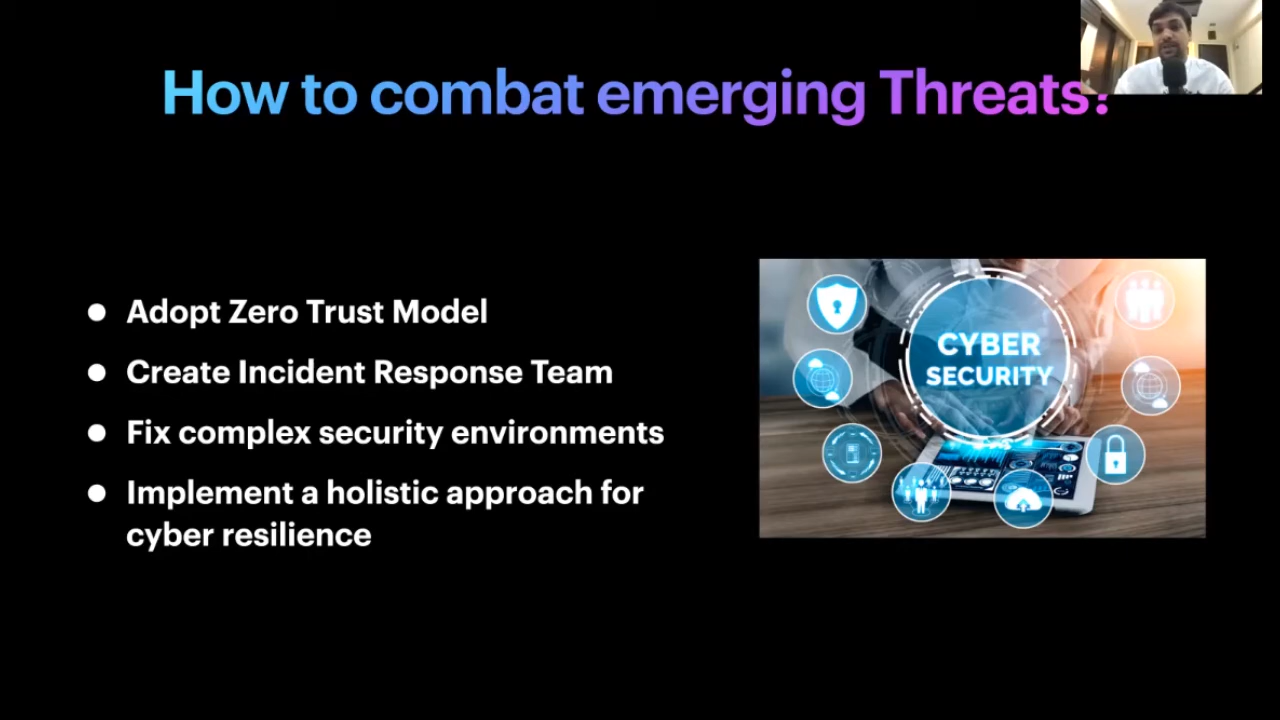 How to combat emerging Threats?
Adopt Zero Trust Model
Create Incident Response Team
Fix complex security environments
Implement a holistic approach for
cyber resilience
CYBER
SECURITY